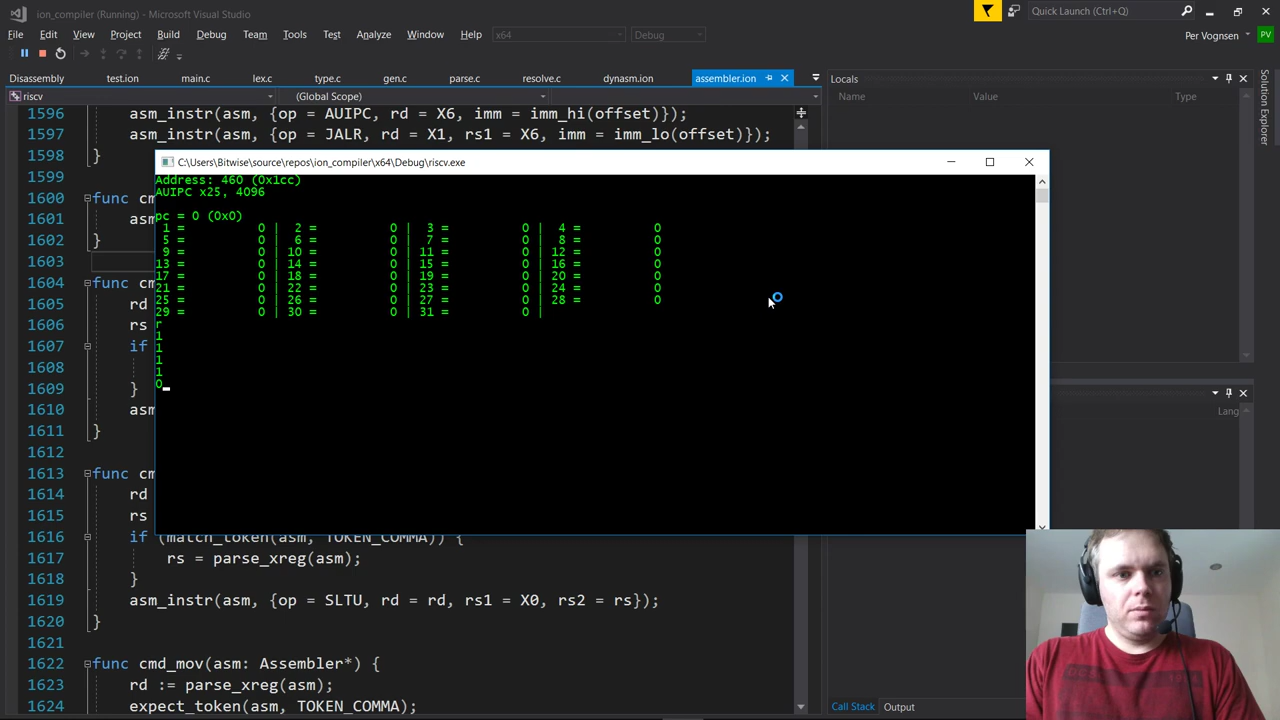 ion_compiler (Running) - Microsoft Visual Studio
Quick Launch (Ctrl+Q)
File Edit View Project Build Debug Team Tools Test Analyze Window Help x64 Debug
Per Vognsen PV
Disassembly test.ion main.c lex.c type.c gen.c parse.c resolve.c dynasm.ion assembler.ion
Locals
riscv (Global Scope)
Name Value Type
Solution Explorer
1596 asm_instr(asm, {op = AUIPC, rd = X6, imm = imm_hi(offset)});
1597 asm_instr(asm, {op = JALR, rd = X1, rs1 = X6, imm = imm_lo(offset)});
1598 }
1599
1600 func cm
1601 asm
1602 }
1603
1604 func cm
1605 rd
1606 rs
1607 if
1608
1609 }
1610 asm
1611 }
1612
1613 func cm
1614 rd
1615 rs
1616 if (match_token(asm, TOKEN_COMMA)) {
1617 rs = parse_xreg(asm);
1618 }
1619 asm_instr(asm, {op = SLTU, rd = rd, rs1 = X0, rs2 = rs});
1620 }
1621
1622 func cmd_mov(asm: Assembler*) {
1623 rd := parse_xreg(asm);
1624 expect_token(asm, TOKEN_COMMA);
C:\Users\Bitwise\source\repos\ion_compiler\x64\Debug\riscv.exe
Address: 460 (0x1cc)
AUIPC x25, 4096
pc = 0 (0x0)
1 = 0 | 2 = 0 | 3 = 0 | 4 = 0
5 = 0 | 6 = 0 | 7 = 0 | 8 = 0
9 = 0 | 10 = 0 | 11 = 0 | 12 = 0
13 = 0 | 14 = 0 | 15 = 0 | 16 = 0
17 = 0 | 18 = 0 | 19 = 0 | 20 = 0
21 = 0 | 22 = 0 | 23 = 0 | 24 = 0
25 = 0 | 26 = 0 | 27 = 0 | 28 = 0
29 = 0 | 30 = 0 | 31 = 0 |
r
1
1
1
1
0
Lang
Call Stack Output